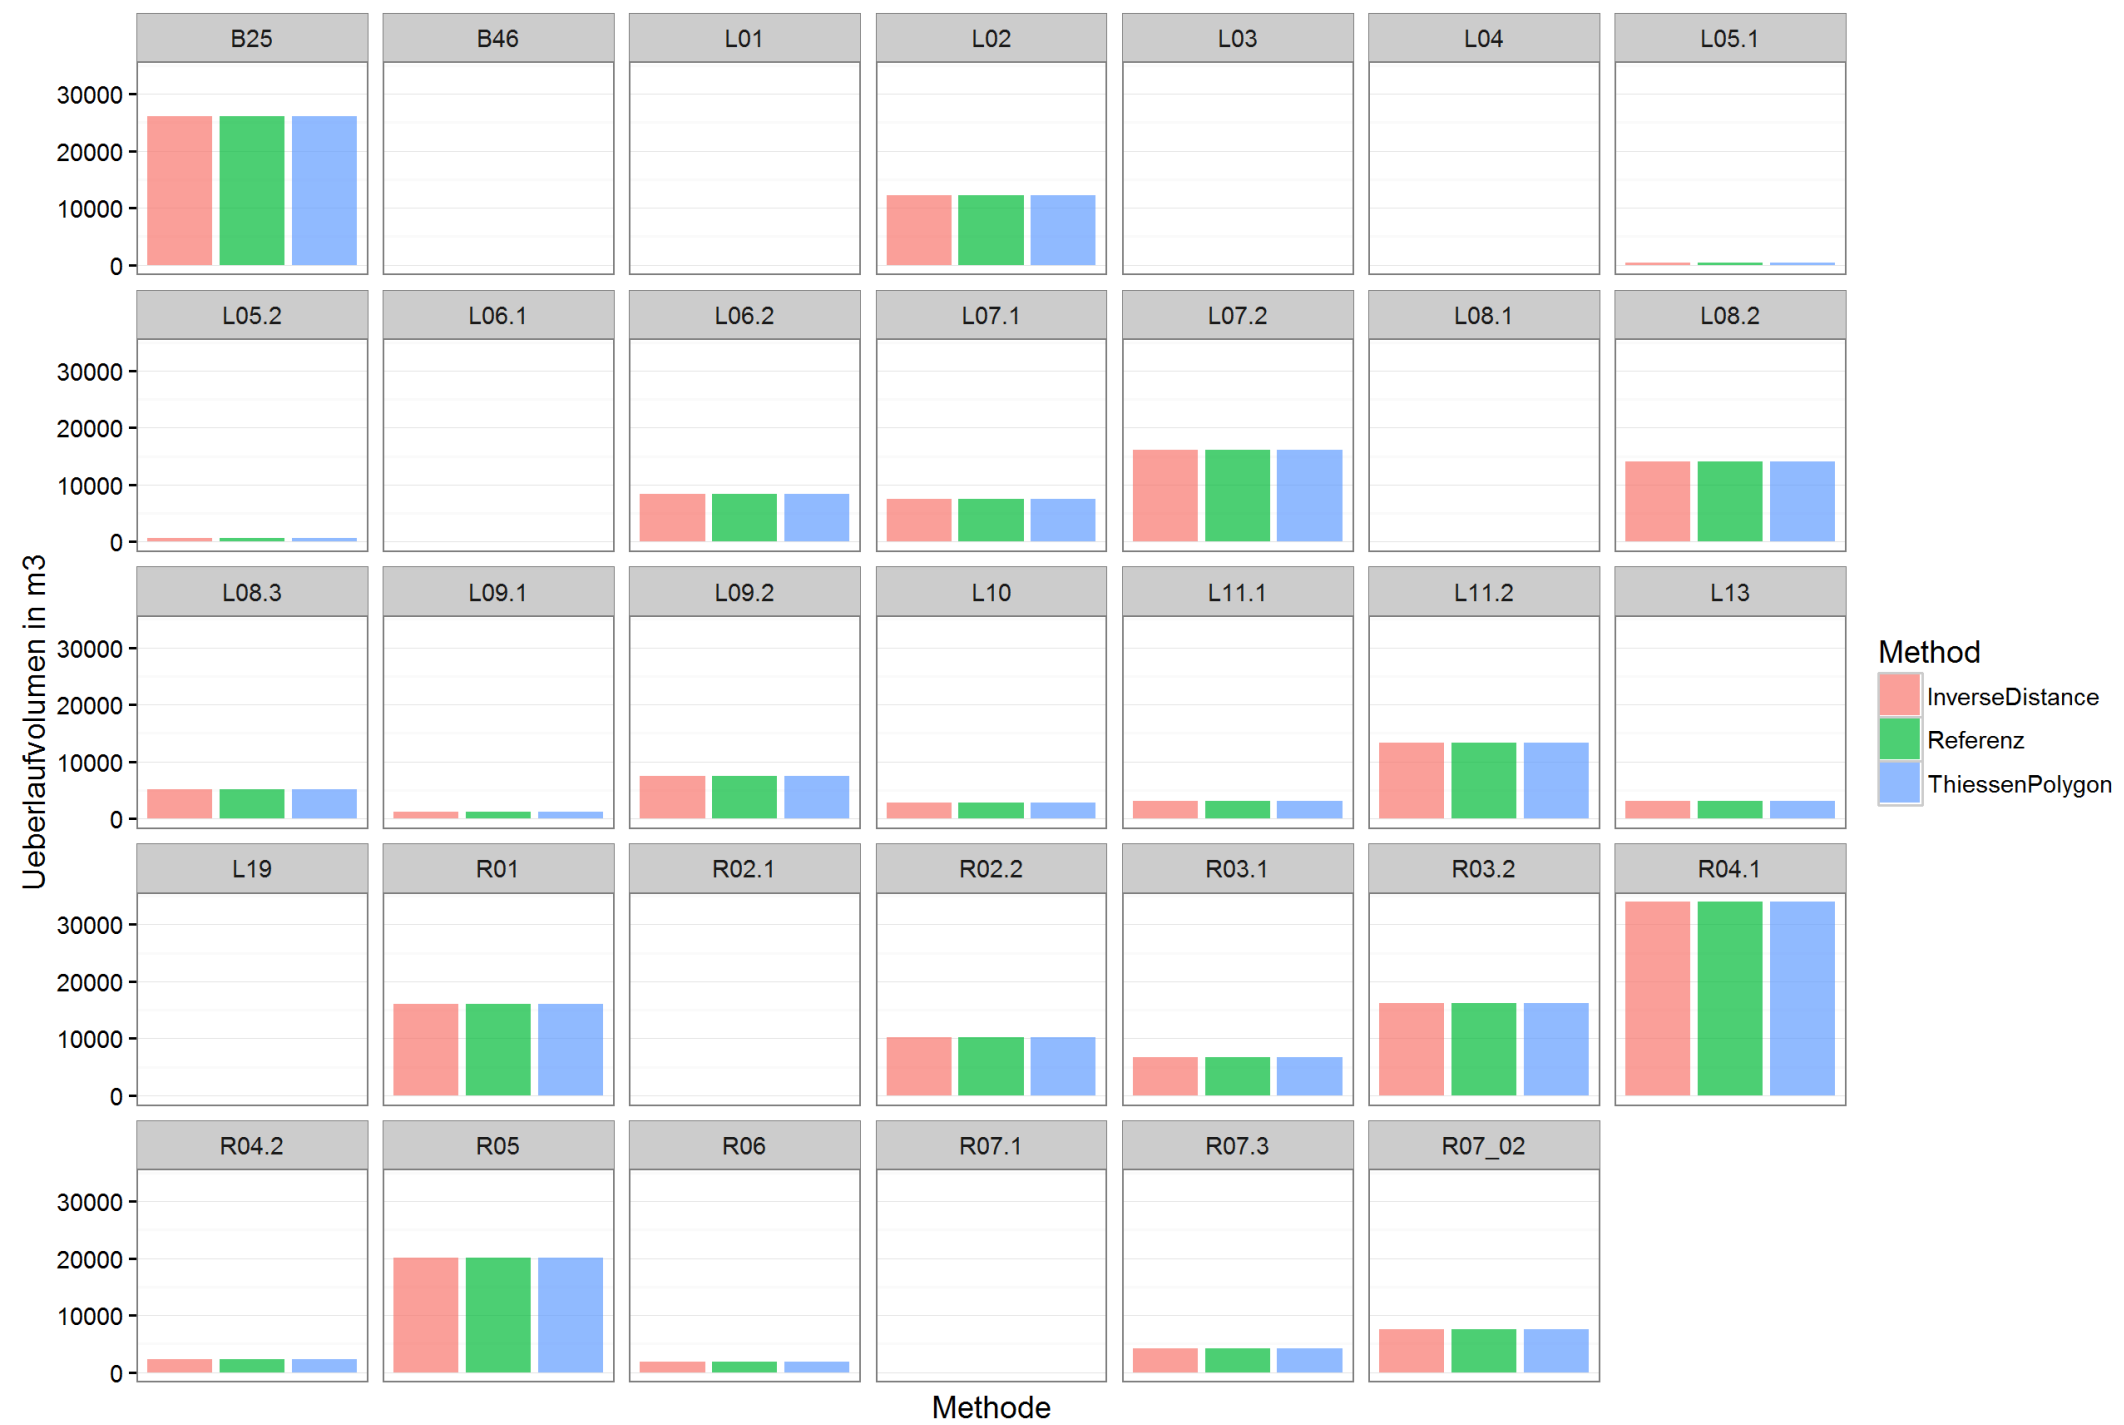 B25 B46 L01 L02 L03 L04 L05.1
30000
20000
10000
0
L05.2 L06.1 L06.2 L07.1 L07.2 L08.1 L08.2
30000
20000
10000
0
L08.3 L09.1 L09.2 L10 L11.1 L11.2 L13
30000
20000
10000
0
L19 R01 R02.1 R02.2 R03.1 R03.2 R04.1
30000
20000
10000
0
R04.2 R05 R06 R07.1 R07.3 R07_02
30000
20000
10000
0
Ueberlaufvolumen in m3
Methode
Method
InverseDistance
Referenz
ThiessenPolygon